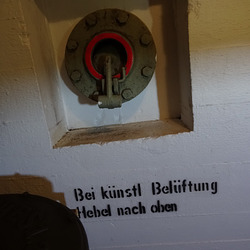 Bei künstl Belüftung
Hebel nach oben